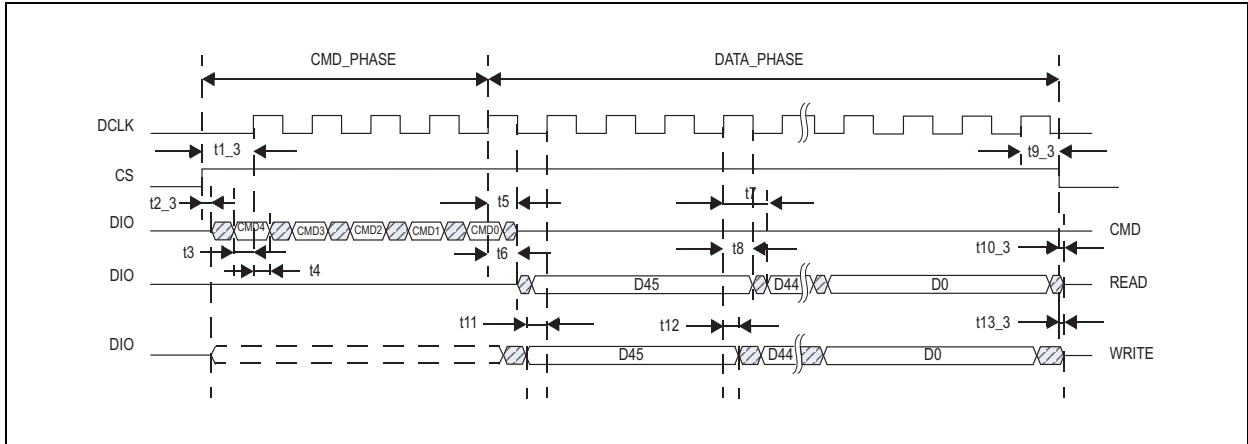 CMD_PHASE DATA_PHASE
DCLK
t1_3 t9_3
CS
t2_3 t5 t7
DIO CMD4 CMD3 CMD2 CMD1 CMD0 CMD
t3 t4 t6 t8 t10_3
DIO D45 D44 D0 READ
t11 t12 t13_3
DIO D45 D44 D0 WRITE